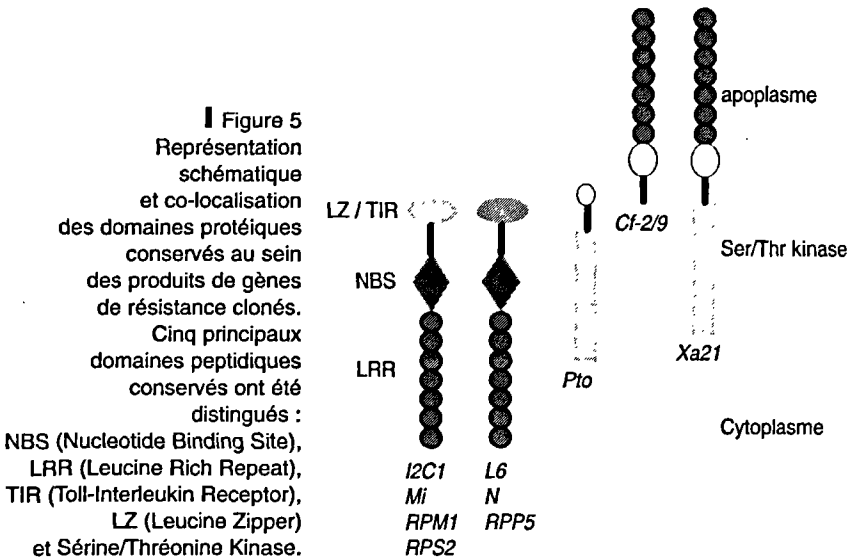 Figure 5
Représentation
schématique
et co-localisation
des domaines protéiques
conservés au sein
des produits de gènes
de résistance clonés.
Cinq principaux
domaines peptidiques
conservés ont été
distingués :
NBS (Nucleotide Binding Site),
LRR (Leucine Rich Repeat),
TIR (Toll-Interleukin Receptor),
LZ (Leucine Zipper)
et Sérine/Thréonine Kinase.
LZ / TIR
NBS
LRR
I2C1 L6
Mi N
RPM1 RPP5
RPS2
Pto
Cf-2/9
Xa21
apoplasme
Ser/Thr kinase
Cytoplasme